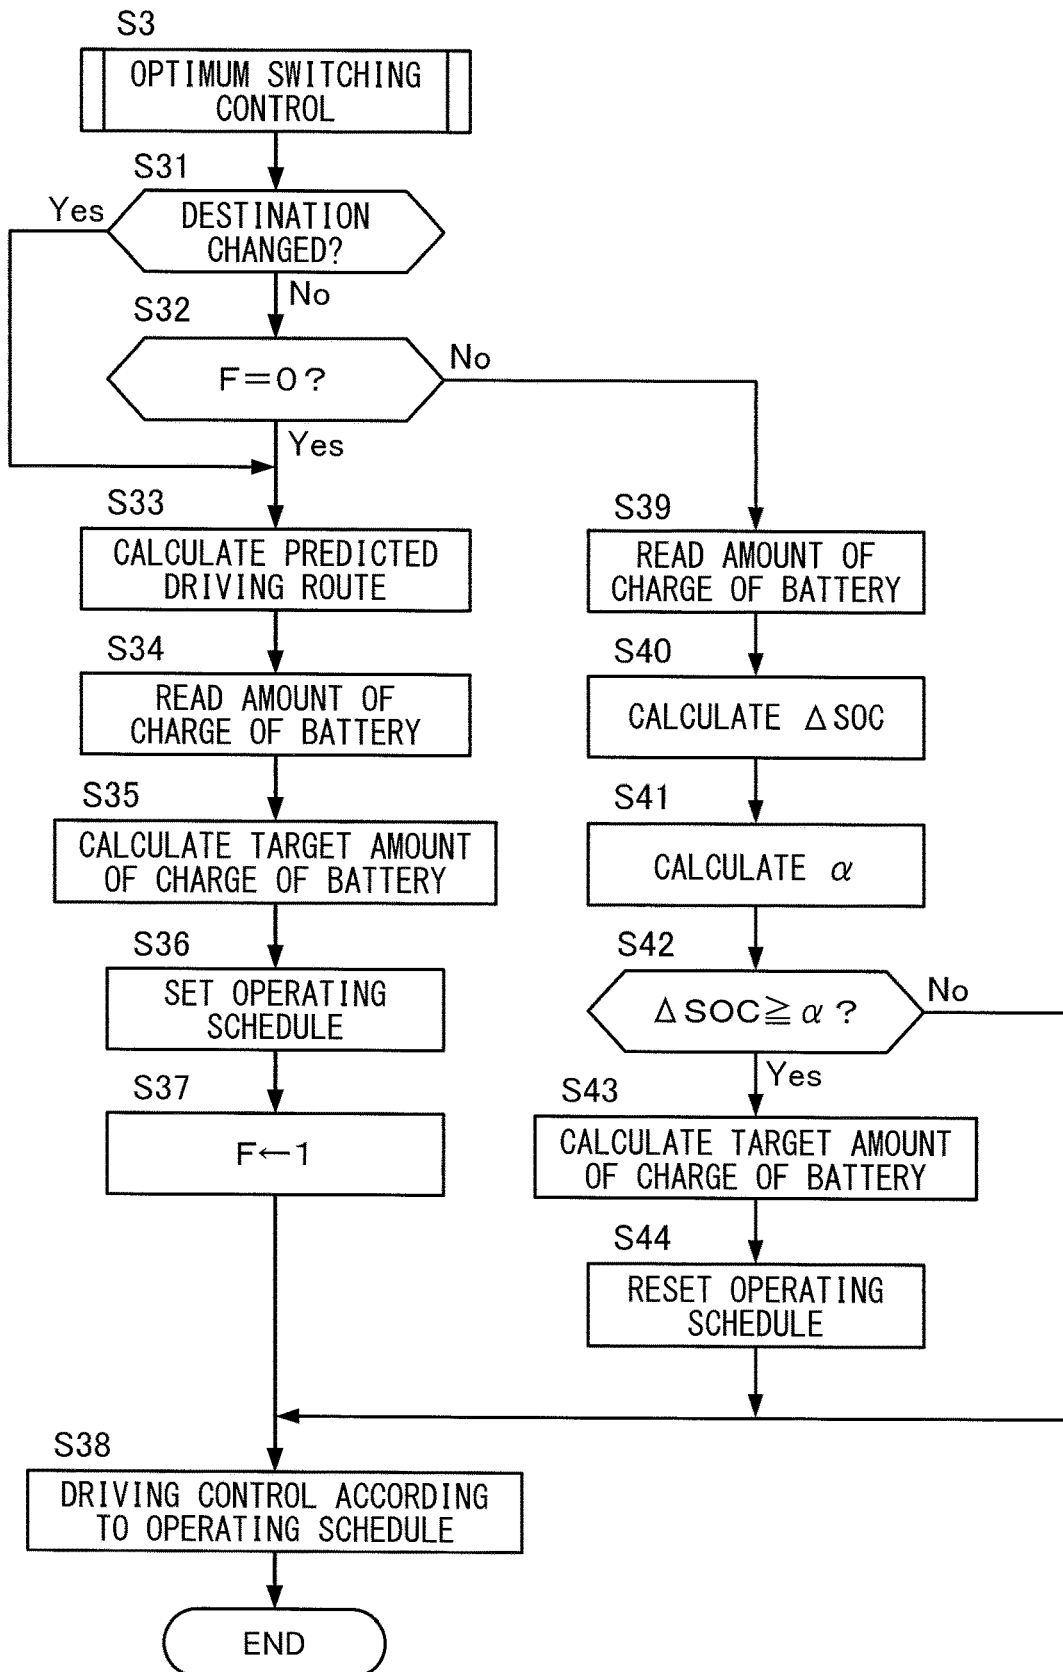 S3
OPTIMUM SWITCHING
CONTROL
S31
Yes
DESTINATION
CHANGED?
No
S32
F=0?
No
Yes
S33
CALCULATE PREDICTED
DRIVING ROUTE
S34
READ AMOUNT OF
CHARGE OF BATTERY
S35
CALCULATE TARGET AMOUNT
OF CHARGE OF BATTERY
S36
SET OPERATING
SCHEDULE
S37
F←1
S39
READ AMOUNT OF
CHARGE OF BATTERY
S40
CALCULATE ΔSOC
S41
CALCULATE α
S42
ΔSOC≧α?
No
Yes
S43
CALCULATE TARGET AMOUNT
OF CHARGE OF BATTERY
S44
RESET OPERATING
SCHEDULE
S38
DRIVING CONTROL ACCORDING
TO OPERATING SCHEDULE
END